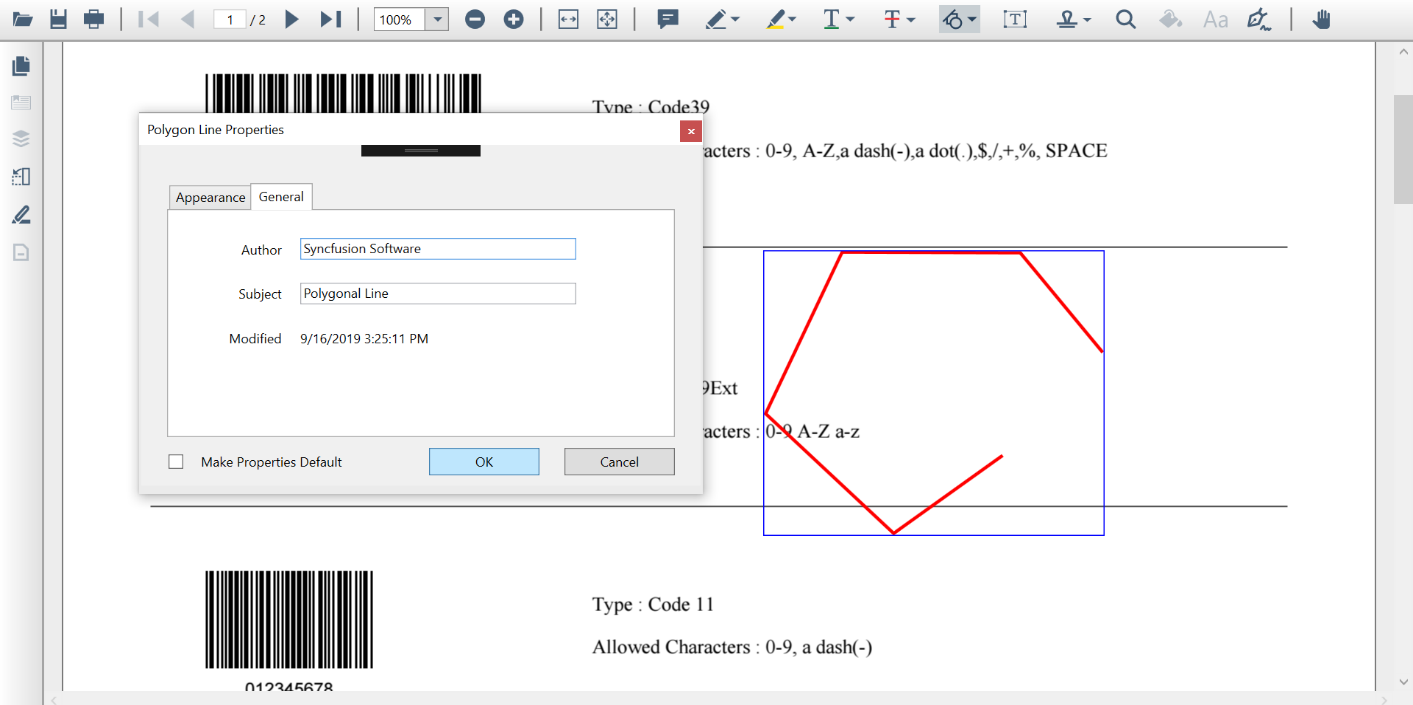 1 / 2 100%
T T T Aa
Type : Code39
Polygon Line Properties
acters : 0-9, A-Z,a dash(-),a dot(.),$,/,+,%, SPACE
Appearance General
Author Syncfusion Software
Subject Polygonal Line
Modified 9/16/2019 3:25:11 PM
9Ext
acters : 0-9 A-Z a-z
Make Properties Default OK Cancel
Type : Code 11
Allowed Characters : 0-9, a dash(-)
012345678